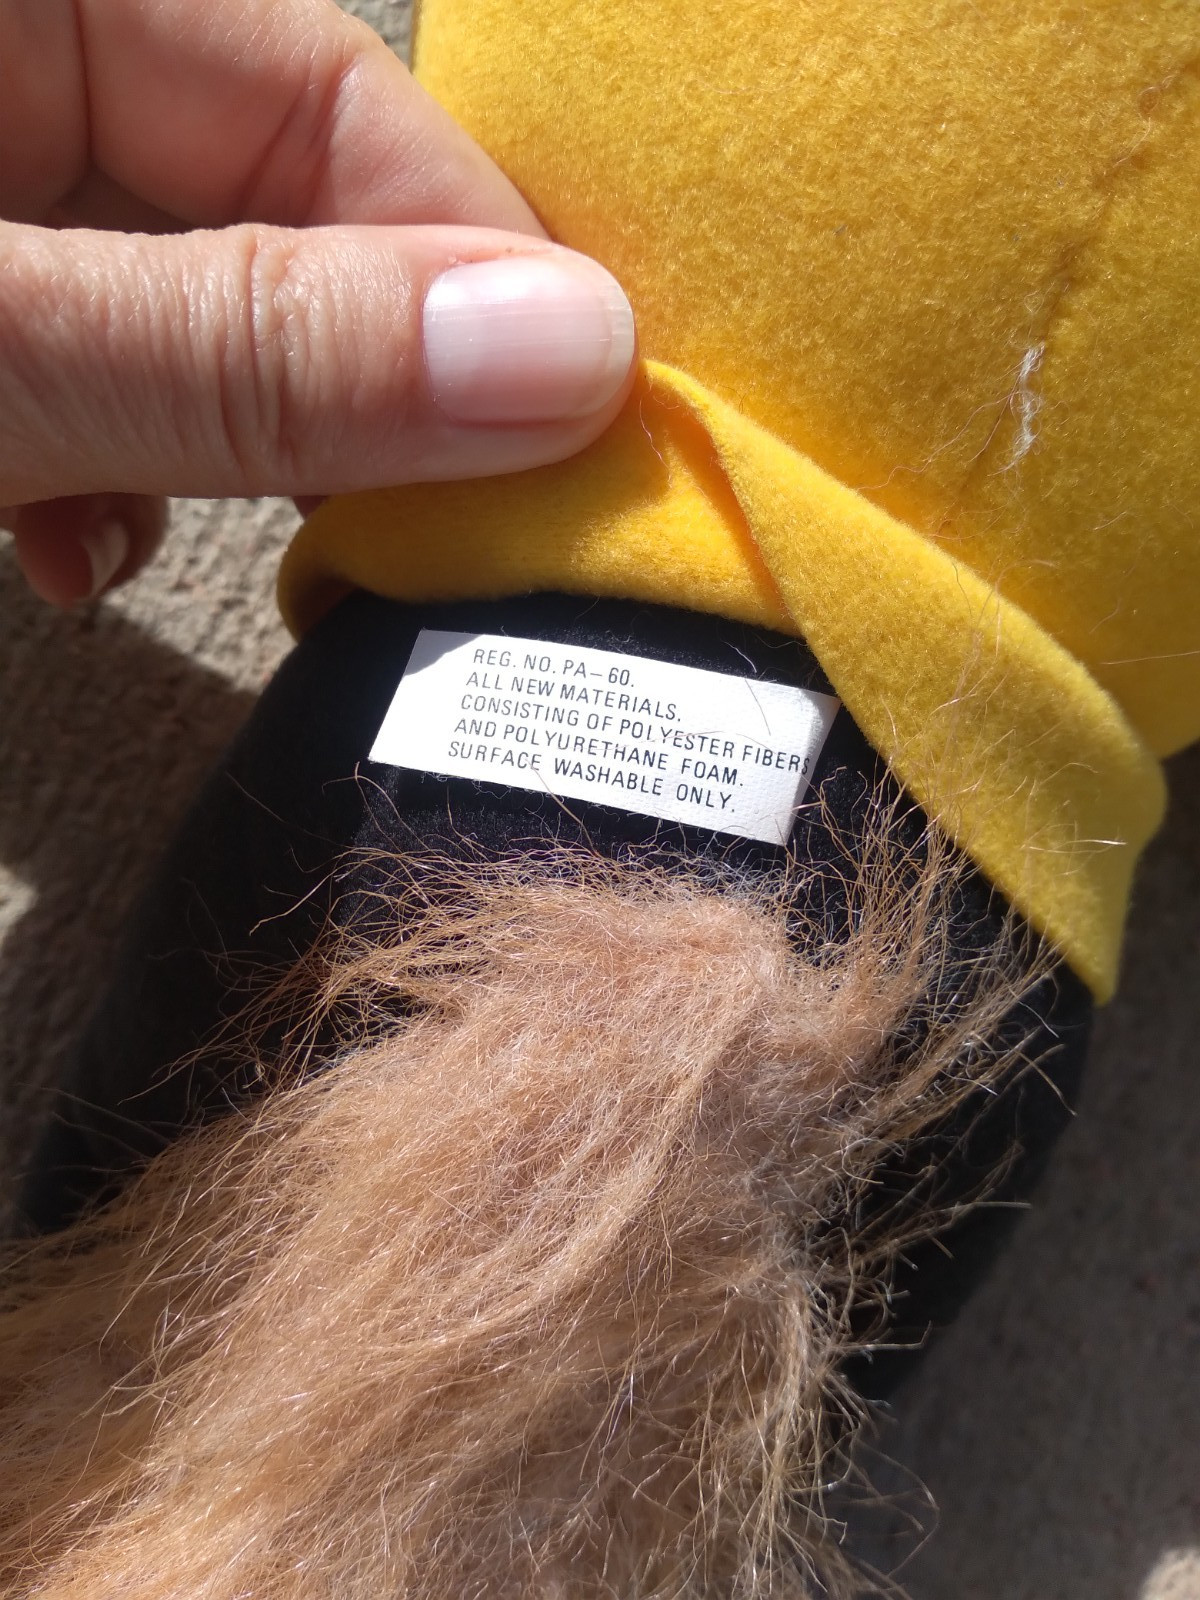 REG. NO. PA-60.
ALL NEW MATERIALS.
CONSISTING OF POLYESTER FIBERS
AND POLYURETHANE FOAM.
SURFACE WASHABLE ONLY.